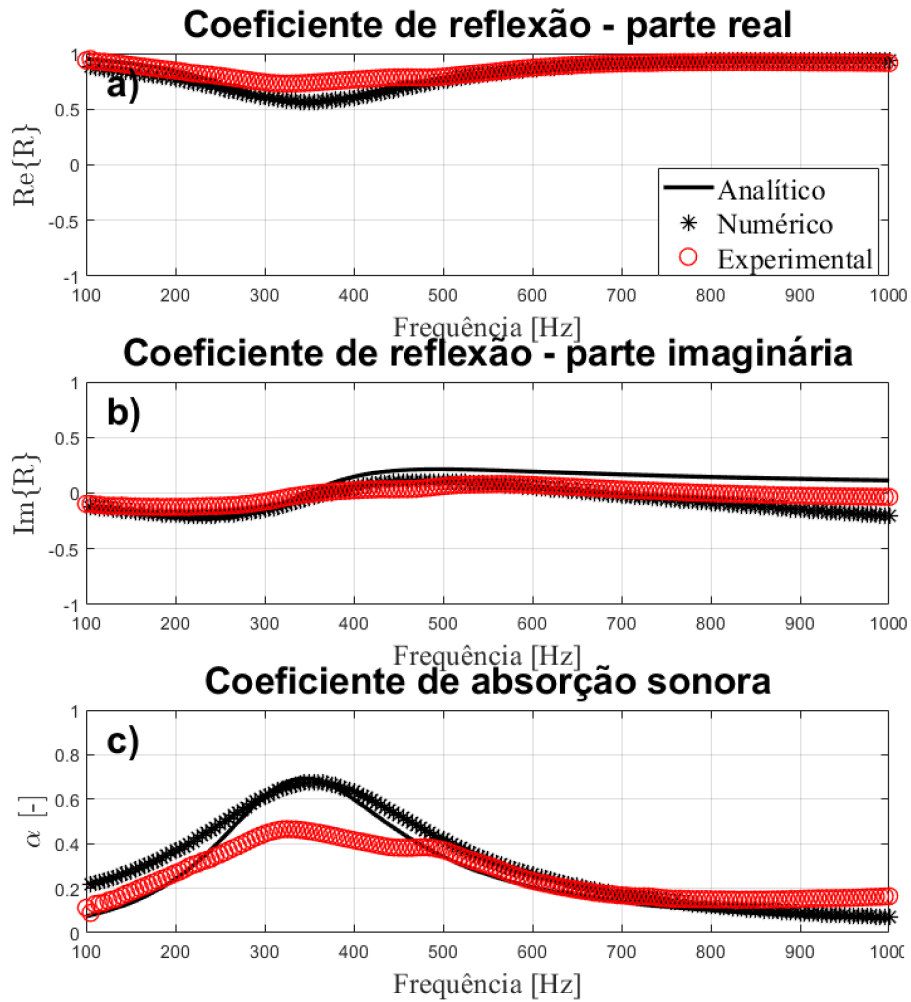 Coeficiente de reflexão - parte real
1
0.5
0
-0.5
-1
Re{R}
a)
Analítico
Numérico
Experimental
100 200 300 400 500 600 700 800 900 1000
Frequência [Hz]
Coeficiente de reflexão - parte imaginária
1
0.5
0
-0.5
-1
Im{R}
b)
100 200 300 400 500 600 700 800 900 1000
Frequência [Hz]
Coeficiente de absorção sonora
1
0.8
0.6
0.4
0.2
0
α [-]
c)
100 200 300 400 500 600 700 800 900 1000
Frequência [Hz]